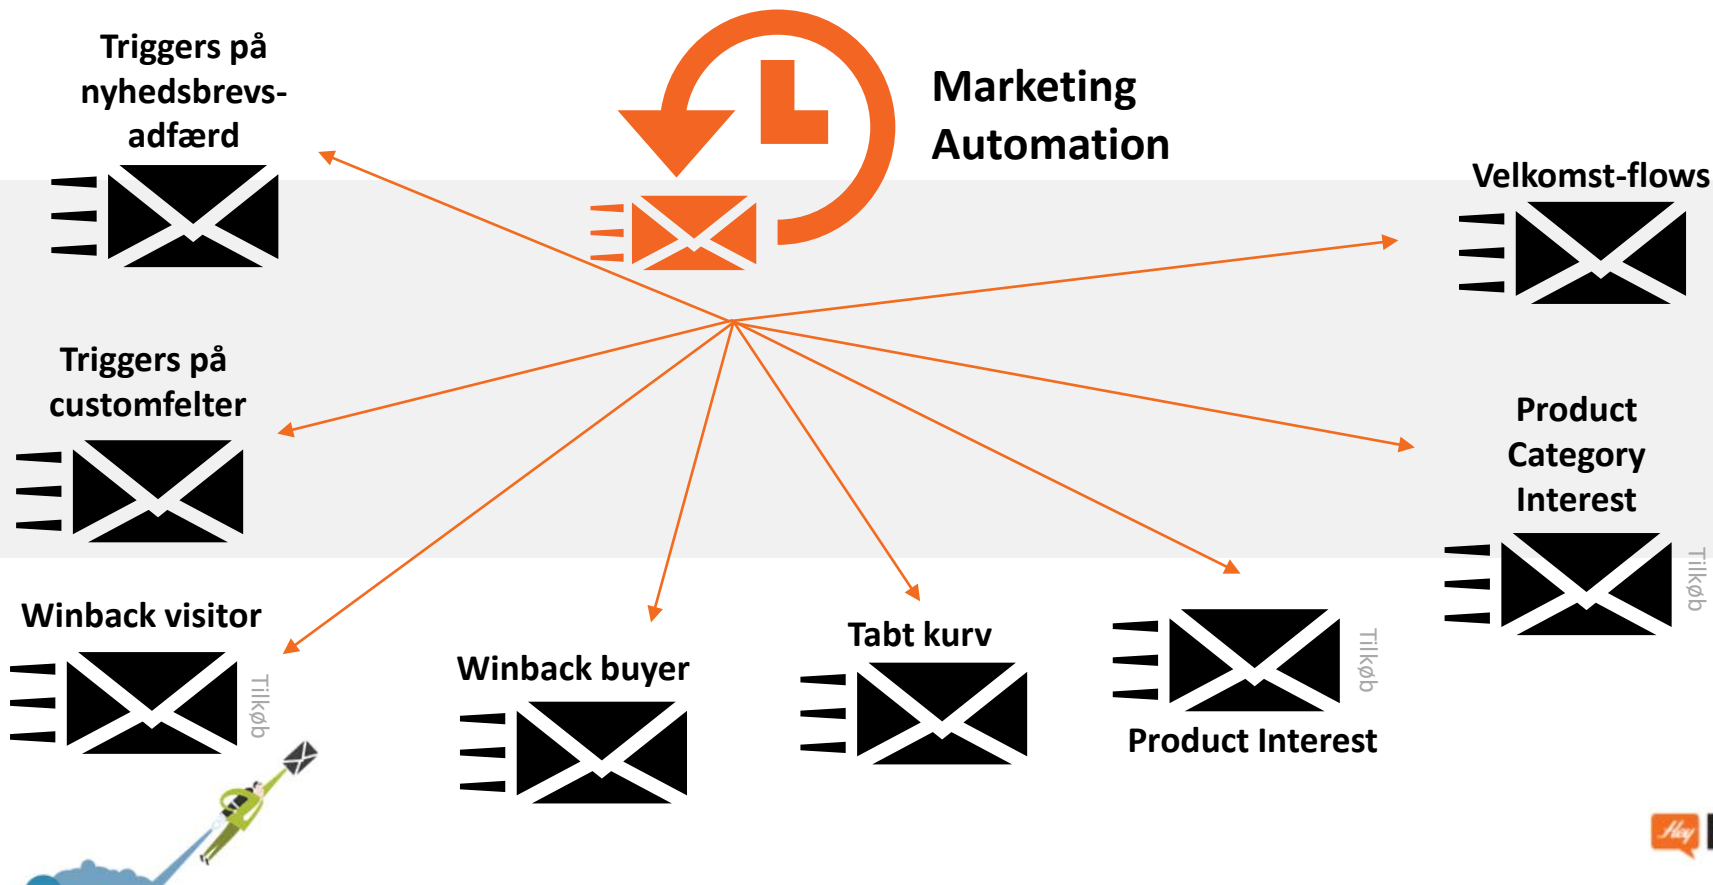 Triggers på
nyhedsbrevs-
adfærd
Marketing
Automation
Velkomst-flows
Triggers på
customfelter
Product
Category
Interest
Tilkøb
Winback visitor
Tilkøb
Winback buyer
Tabt kurv
Tilkøb
Product Interest
Hey